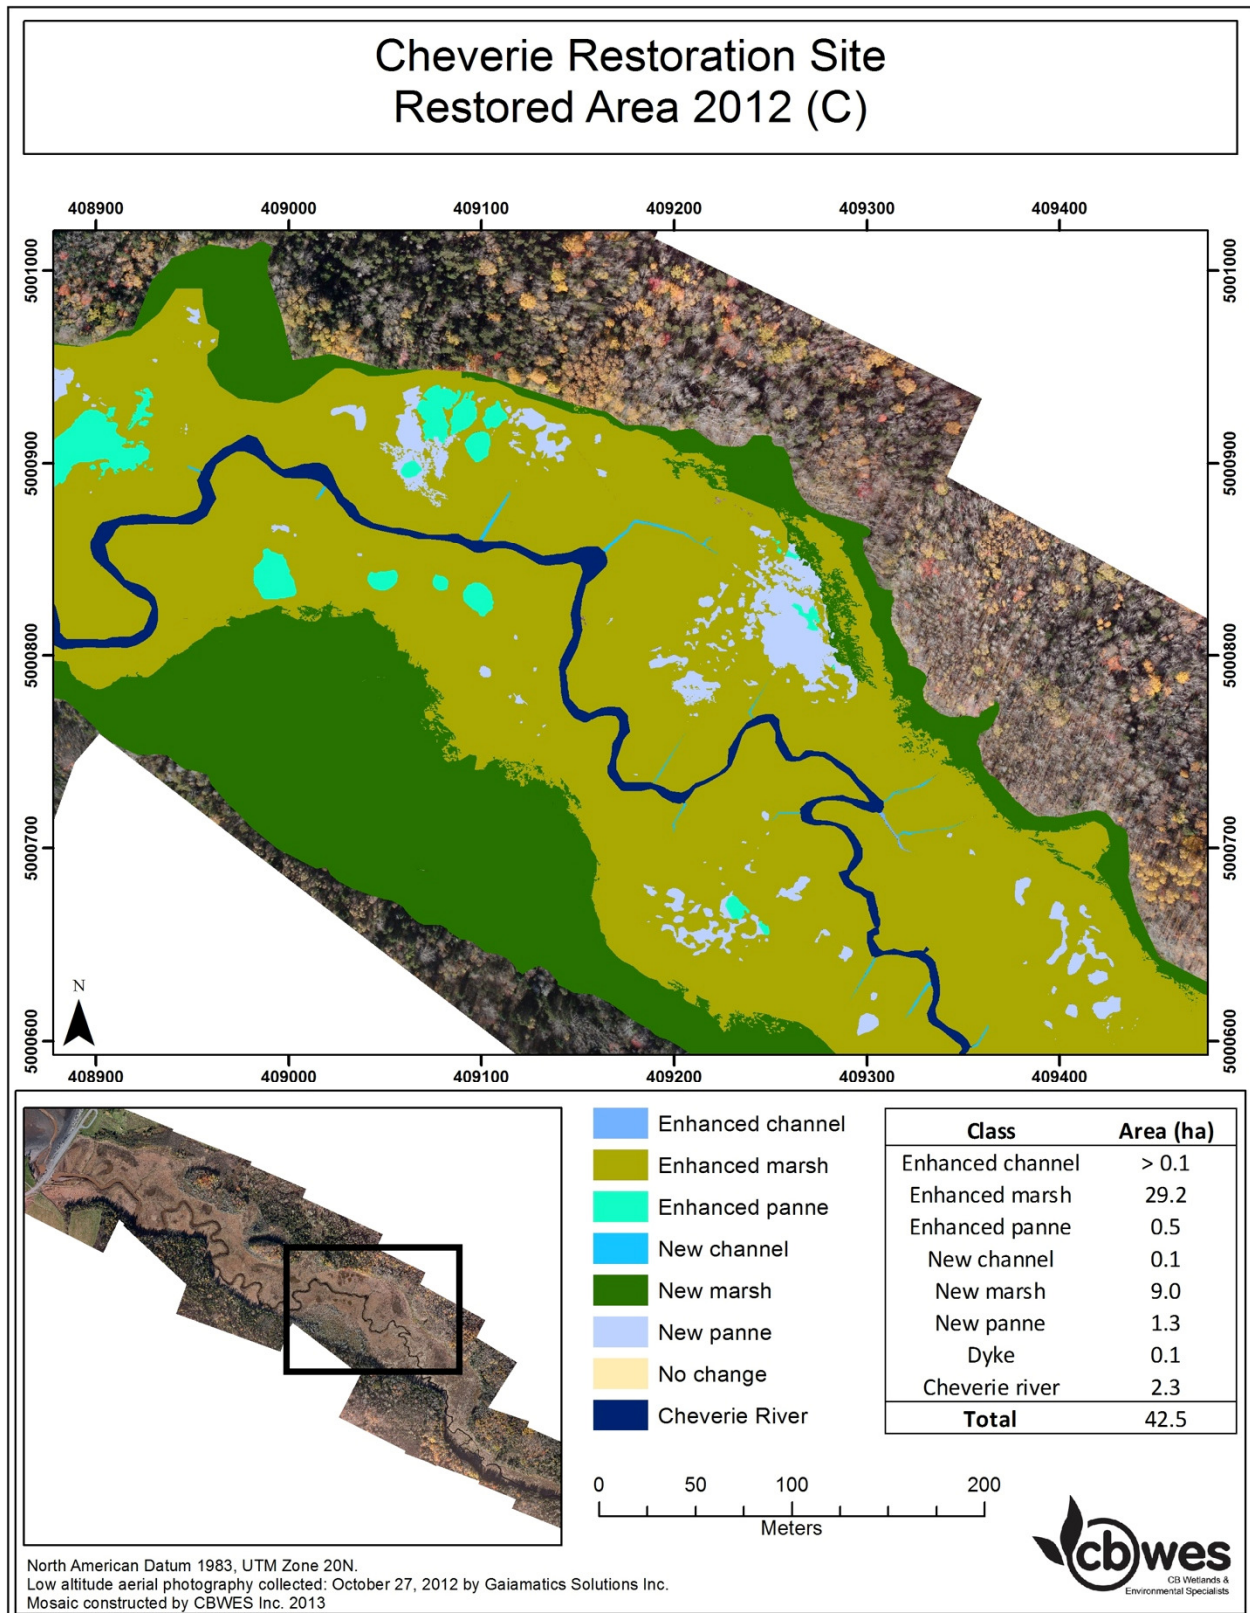 Cheverie Restoration Site
Restored Area 2012 (C)
408900 409000 409100 409200 409300 409400
5001000 5001000
5000900 5000900
5000800 5000800
5000700 5000700
5000600 5000600
N
408900 409000 409100 409200 409300 409400
Enhanced channel
Enhanced marsh
Enhanced panne
New channel
New marsh
New panne
No change
Cheverie River
Class Area (ha)
Enhanced channel > 0.1
Enhanced marsh 29.2
Enhanced panne 0.5
New channel 0.1
New marsh 9.0
New panne 1.3
Dyke 0.1
Cheverie river 2.3
Total 42.5
0 50 100 200
Meters
cbwes
CB Wetlands &
Environmental Specialists
North American Datum 1983, UTM Zone 20N.
Low altitude aerial photography collected: October 27, 2012 by Gaiamatics Solutions Inc.
Mosaic constructed by CBWES Inc. 2013